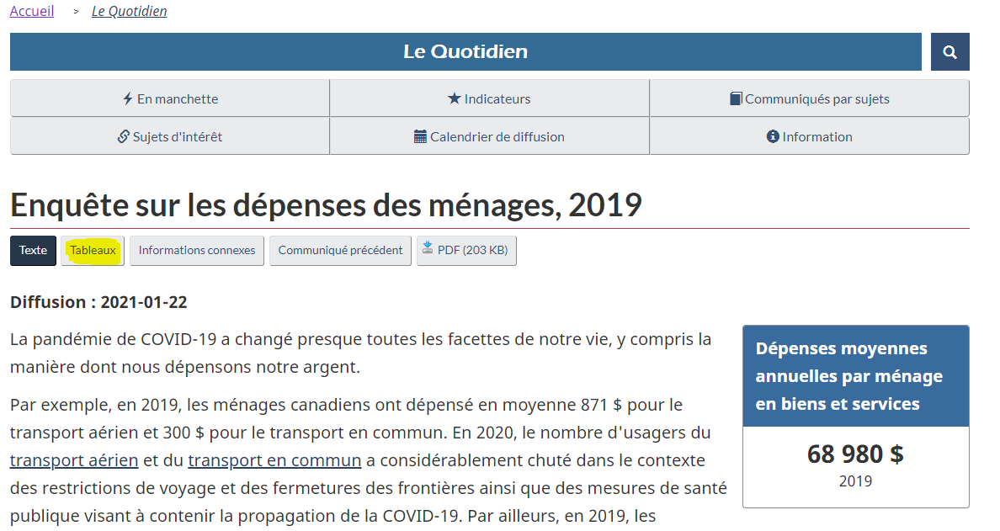 Accueil > Le Quotidien
Le Quotidien
En manchette
Indicateurs
Communiqués par sujets
Sujets d'intérêt
Calendrier de diffusion
Information
Enquête sur les dépenses des ménages, 2019
Texte
Tableaux
Informations connexes
Communiqué précédent
PDF (203 KB)
Diffusion : 2021-01-22
La pandémie de COVID-19 a changé presque toutes les facettes de notre vie, y compris la
manière dont nous dépensons notre argent.
Par exemple, en 2019, les ménages canadiens ont dépensé en moyenne 871 $ pour le
transport aérien et 300 $ pour le transport en commun. En 2020, le nombre d'usagers du
transport aérien et du transport en commun a considérablement chuté dans le contexte
des restrictions de voyage et des fermetures des frontières ainsi que des mesures de santé
publique visant à contenir la propagation de la COVID-19. Par ailleurs, en 2019, les
Dépenses moyennes
annuelles par ménage
en biens et services
68 980 $
2019